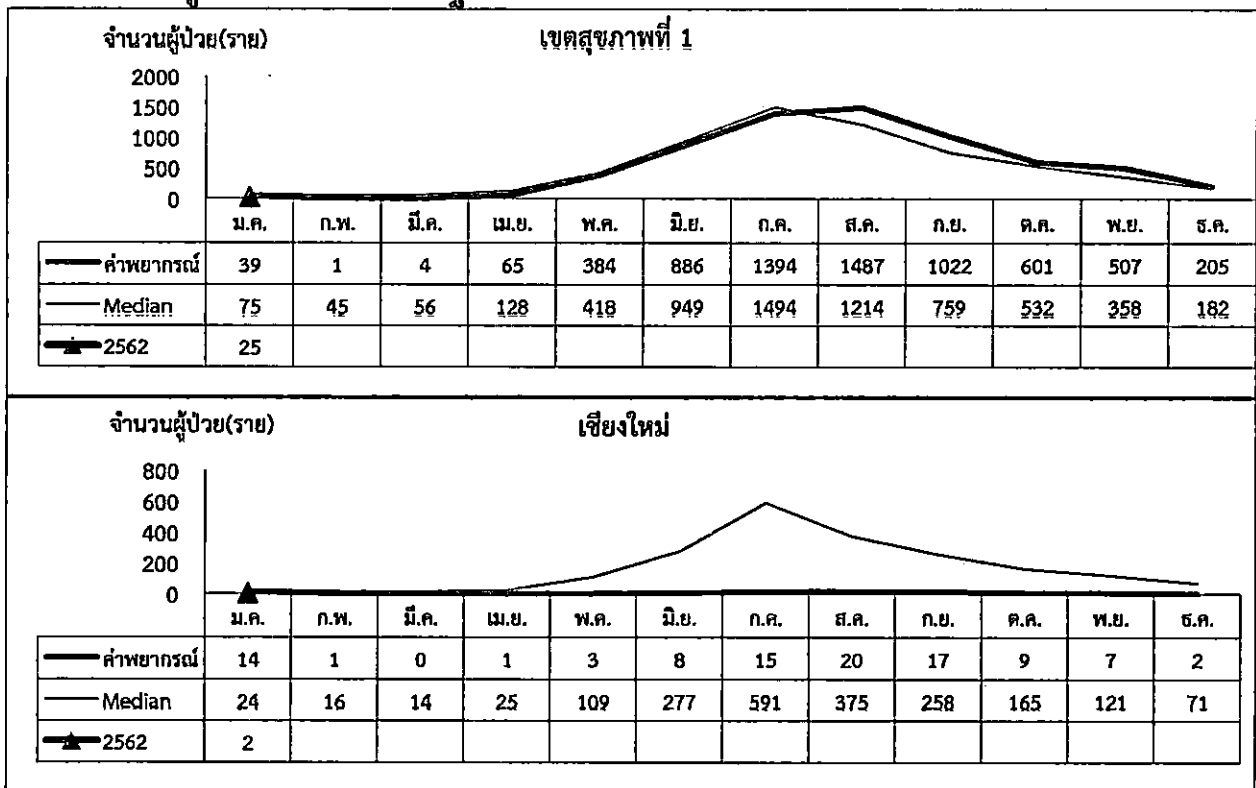 จำนวนผู้ป่วย(ราย) เขตสุขภาพที่ 1
2000
1500
1000
500
0
ม.ค. ก.พ. มี.ค. เม.ย. พ.ค. มิ.ย. ก.ค. ส.ค. ก.ย. ต.ค. พ.ย. ธ.ค.
ค่าพยากรณ์ 39 1 4 65 384 886 1394 1487 1022 601 507 205
Median 75 45 56 128 418 949 1494 1214 759 532 358 182
2562 25
จำนวนผู้ป่วย(ราย) เชียงใหม่
800
600
400
200
0
ม.ค. ก.พ. มี.ค. เม.ย. พ.ค. มิ.ย. ก.ค. ส.ค. ก.ย. ต.ค. พ.ย. ธ.ค.
ค่าพยากรณ์ 14 1 0 1 3 8 15 20 17 9 7 2
Median 24 16 14 25 109 277 591 375 258 165 121 71
2562 2